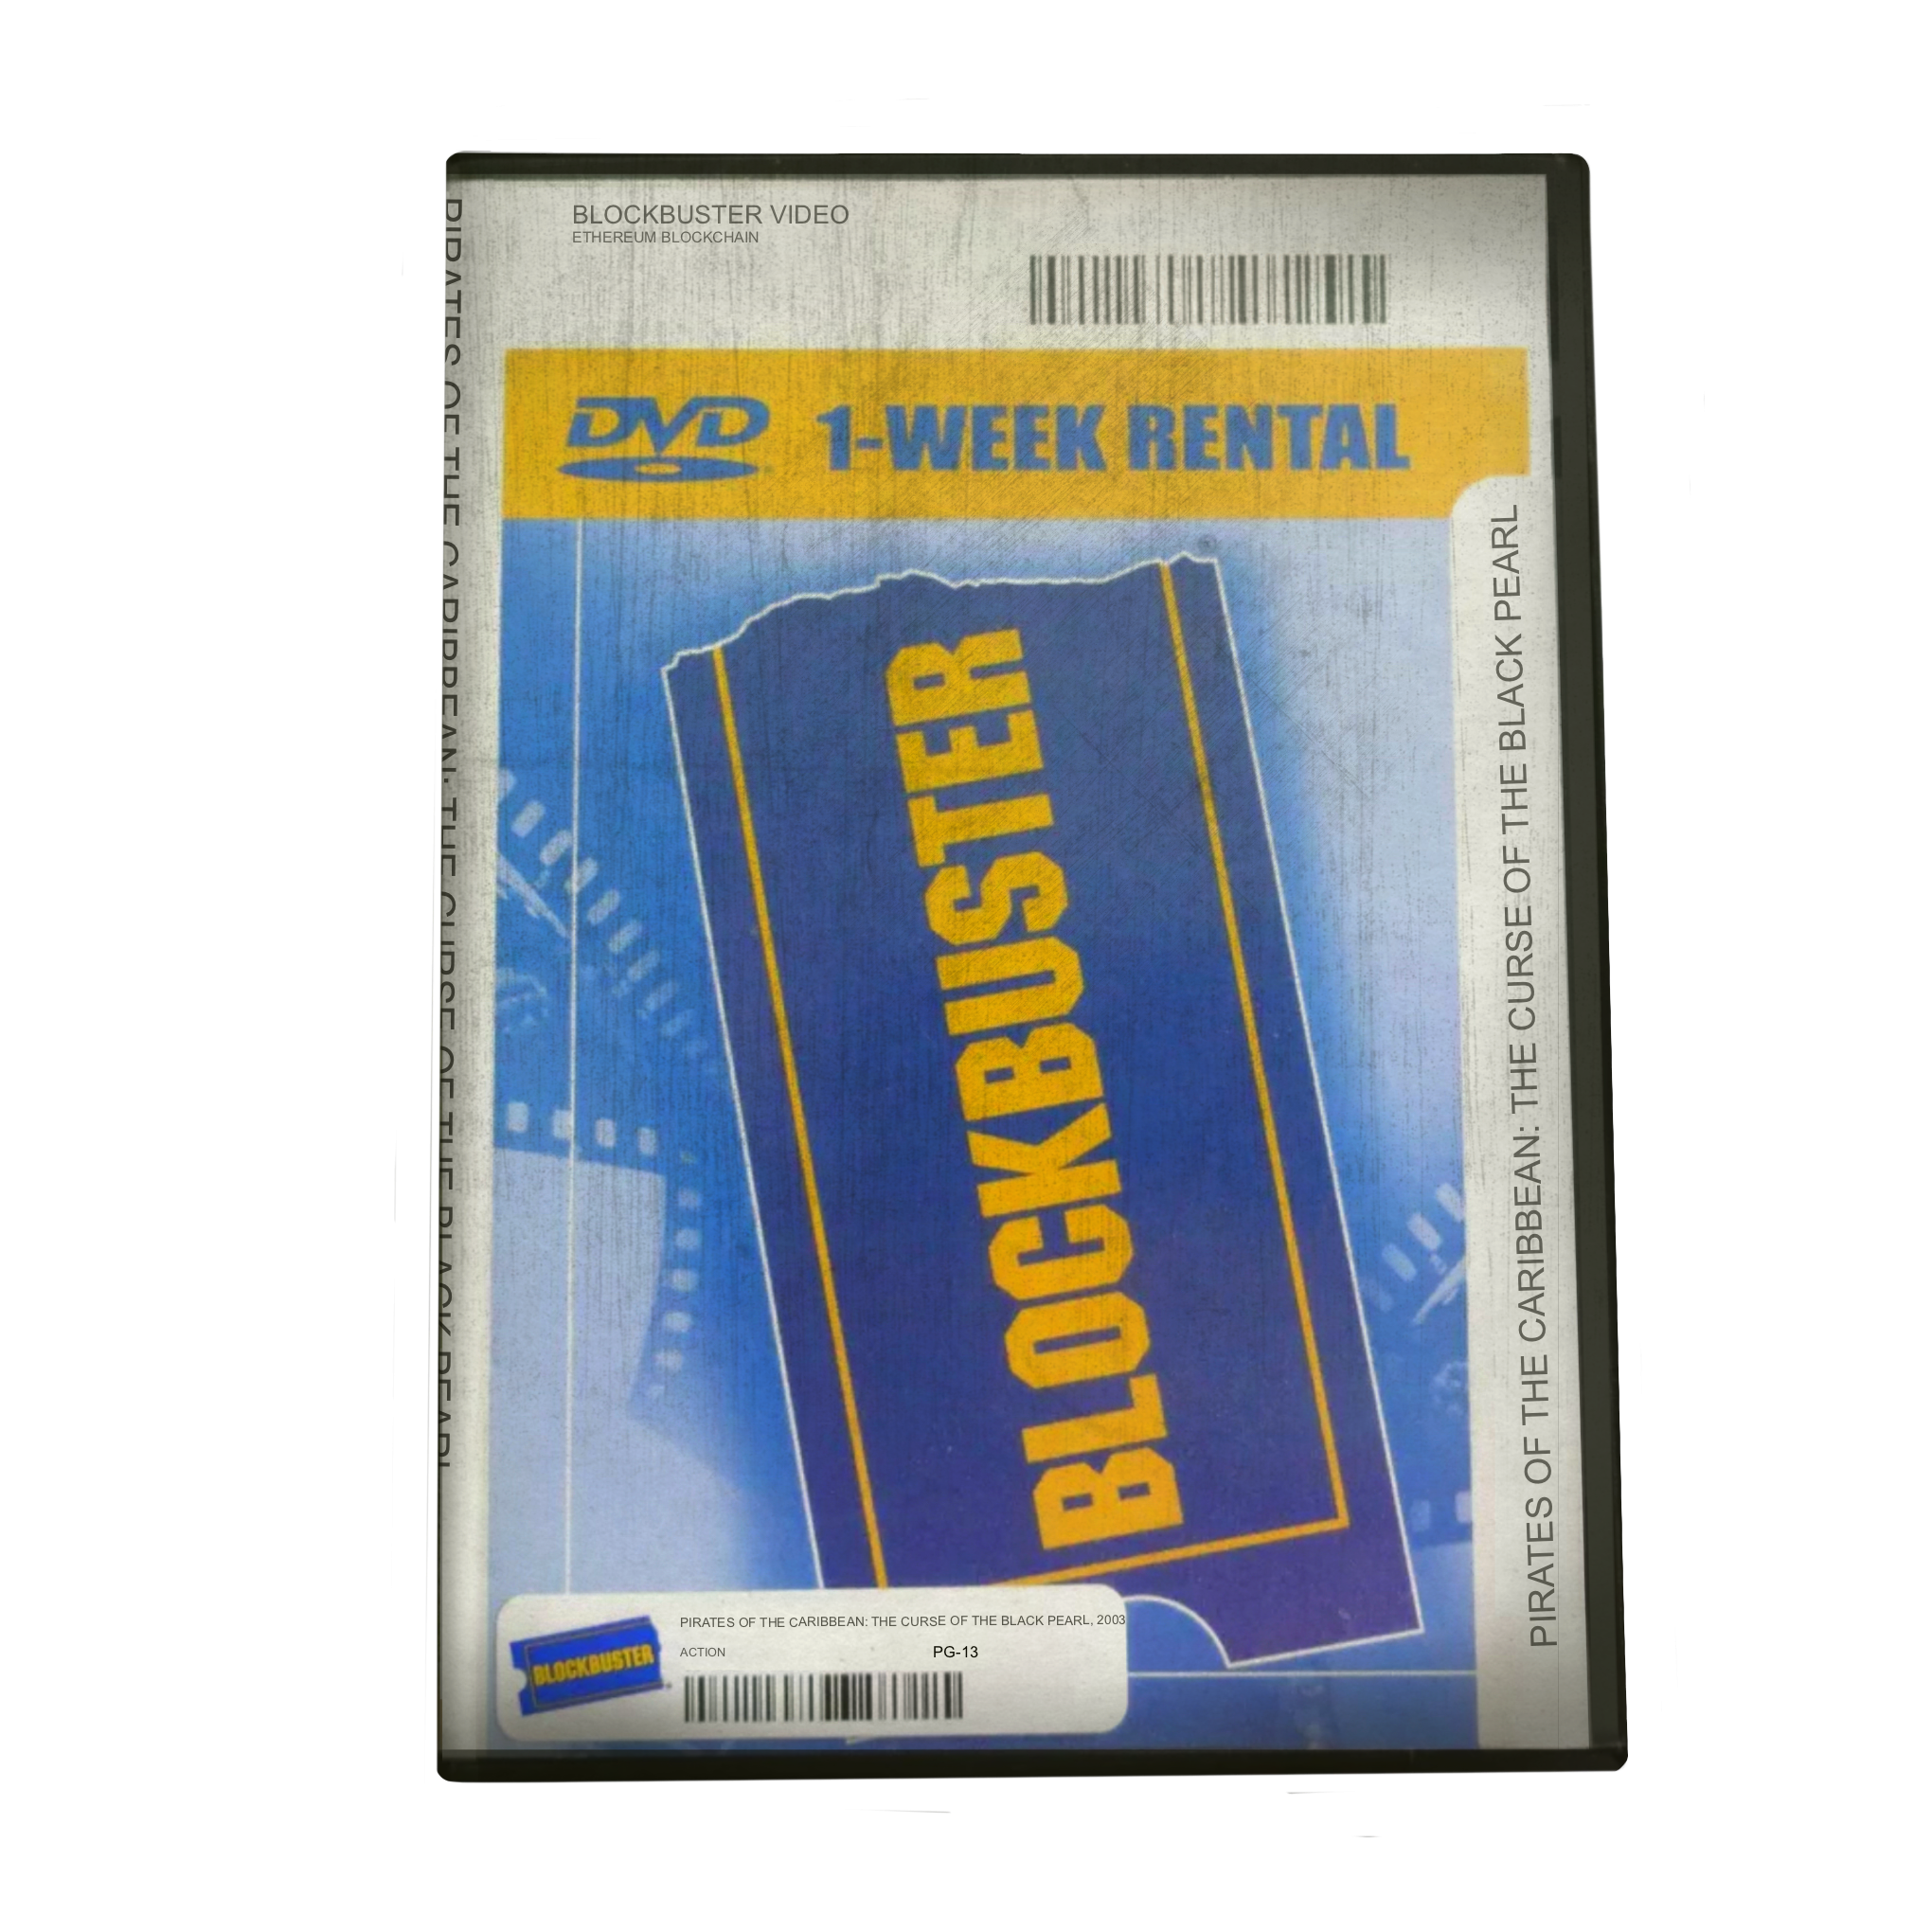 BLOCKBUSTER VIDEO
ETHEREUM BLOCKCHAIN
DVD 1-WEEK RENTAL
PIRATES OF THE CARIBBEAN: THE CURSE OF THE BLACK PEARL
BLOCKBUSTER
PIRATES OF THE CARIBBEAN: THE CURSE OF THE BLACK PEARL
BLOCKBUSTER
PIRATES OF THE CARIBBEAN: THE CURSE OF THE BLACK PEARL, 2003
ACTION PG-13